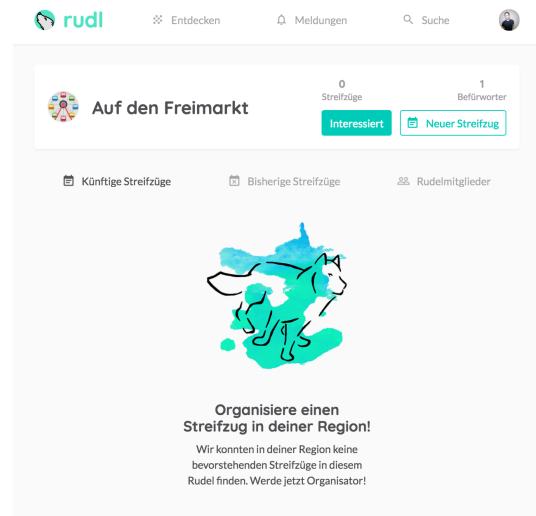 rudl
Entdecken
Meldungen
Suche
Auf den Freimarkt
0
Streifzüge
1
Befürworter
Interessiert
Neuer Streifzug
Künftige Streifzüge
Bisherige Streifzüge
Rudelmitglieder
Organisiere einen
Streifzug in deiner Region!
Wir konnten in deiner Region keine
bevorstehenden Streifzüge in diesem
Rudel finden. Werde jetzt Organisator!